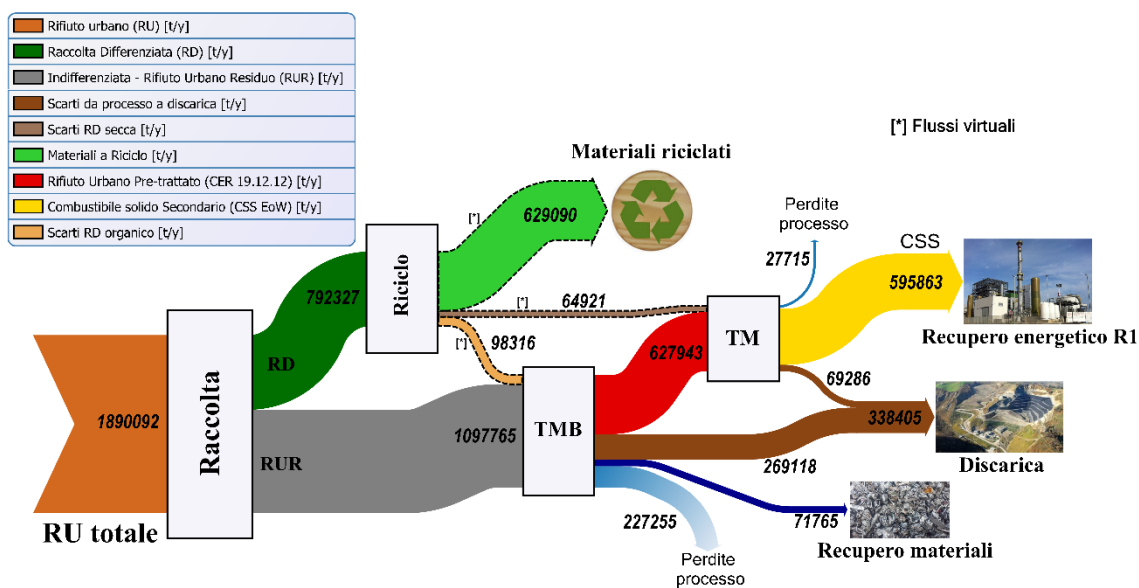 Rifiuto urbano (RU) [t/y]
Raccolta Differenziata (RD) [t/y]
Indifferenziata - Rifiuto Urbano Residuo (RUR) [t/y]
Scarti da processo a discarica [t/y]
Scarti RD secca [t/y]
Materiali a Riciclo [t/y]
Rifiuto Urbano Pre-trattato (CER 19.12.12) [t/y]
Combustibile solido Secondario (CSS EoW) [t/y]
Scarti RD organico [t/y]
[*] Flussi virtuali
Materiali riciclati
[*]
629090
Perdite
processo
27715
CSS
595863
Recupero energetico R1
792327
Riciclo
[*]
64921
TM
[*]
98316
627943
69286
RD
1890092
Raccolta
RUR
1097765
TMB
338405
269118
Discarica
RU totale
227255
71765
Recupero materiali
Perdite
processo